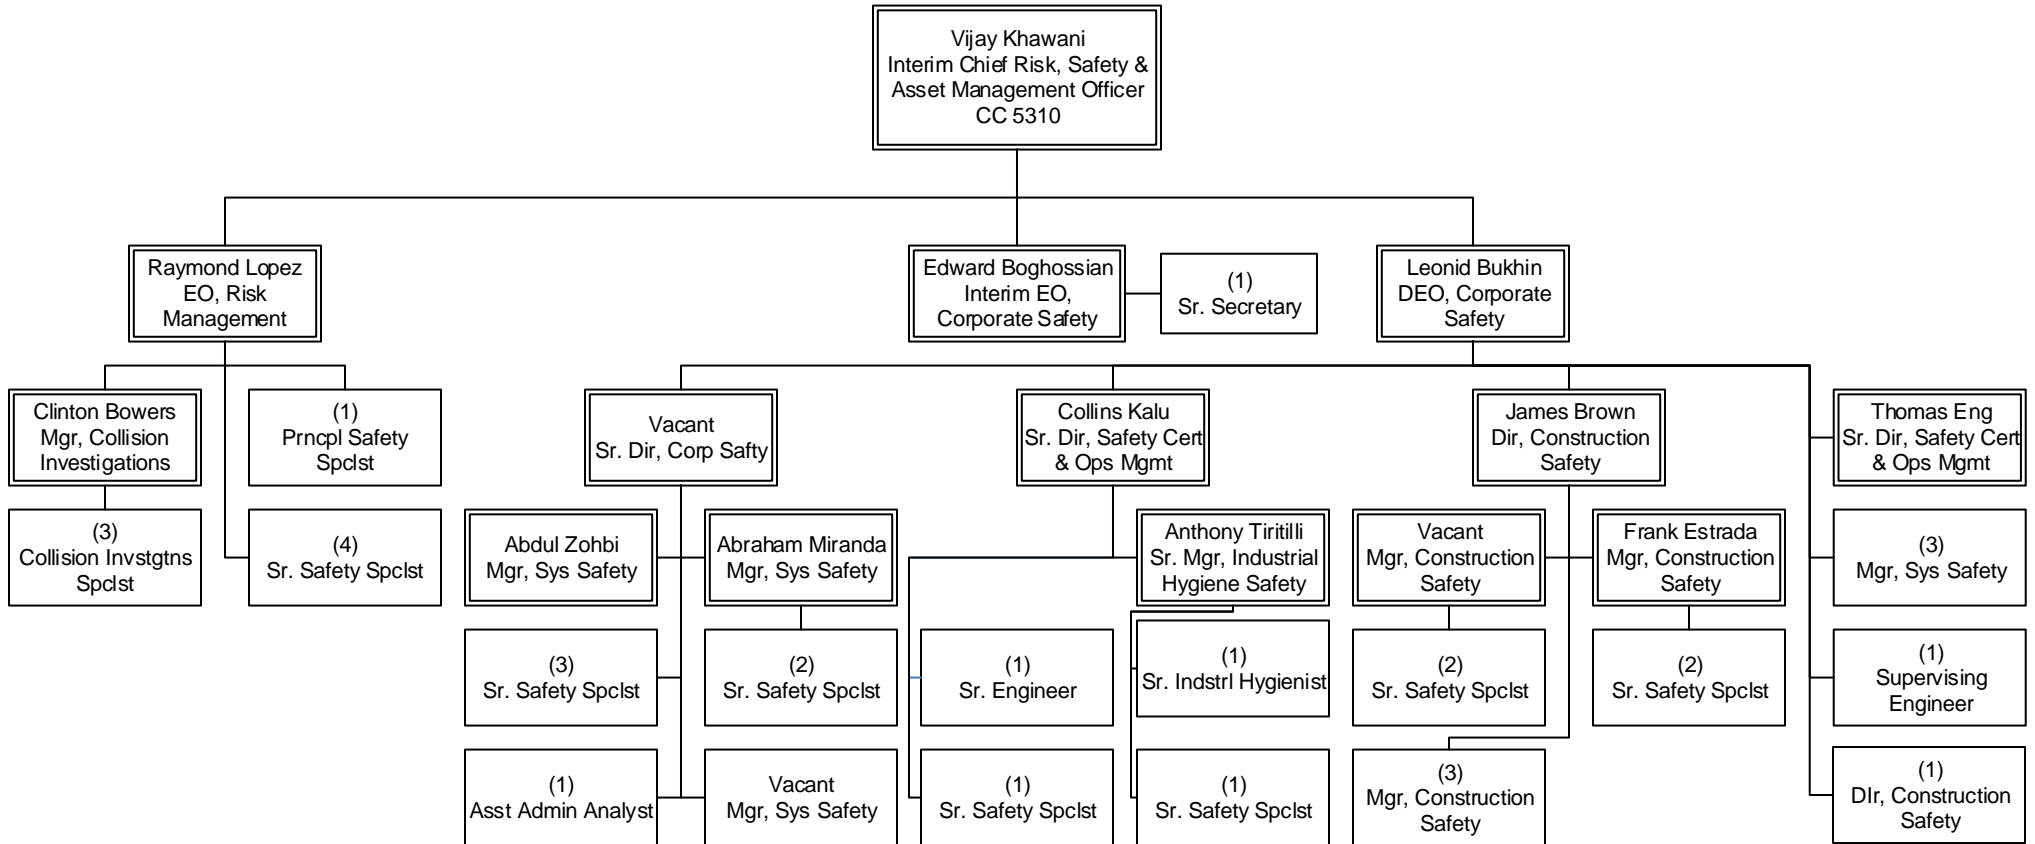 Vijay Khawani
Interim Chief Risk, Safety &
Asset Management Officer
CC 5310
Raymond Lopez
EO, Risk
Management
Edward Boghossian
Interim EO,
Corporate Safety
(1)
Sr. Secretary
Leonid Bukhin
DEO, Corporate
Safety
Clinton Bowers
Mgr, Collision
Investigations
(1)
Prncpl Safety
Spclst
Vacant
Sr. Dir, Corp Safty
Collins Kalu
Sr. Dir, Safety Cert
& Ops Mgmt
James Brown
Dir, Construction
Safety
Thomas Eng
Sr. Dir, Safety Cert
& Ops Mgmt
(3)
Collision Invstgtns
Spclst
(4)
Sr. Safety Spclst
Abdul Zohbi
Mgr, Sys Safety
Abraham Miranda
Mgr, Sys Safety
Anthony Tiritilli
Sr. Mgr, Industrial
Hygiene Safety
Vacant
Mgr, Construction
Safety
Frank Estrada
Mgr, Construction
Safety
(3)
Mgr, Sys Safety
(3)
Sr. Safety Spclst
(2)
Sr. Safety Spclst
(1)
Sr. Engineer
(1)
Sr. Indstrl Hygienist
(2)
Sr. Safety Spclst
(2)
Sr. Safety Spclst
(1)
Supervising
Engineer
(1)
Asst Admin Analyst
Vacant
Mgr, Sys Safety
(1)
Sr. Safety Spclst
(1)
Sr. Safety Spclst
(3)
Mgr, Construction
Safety
(1)
DIr, Construction
Safety